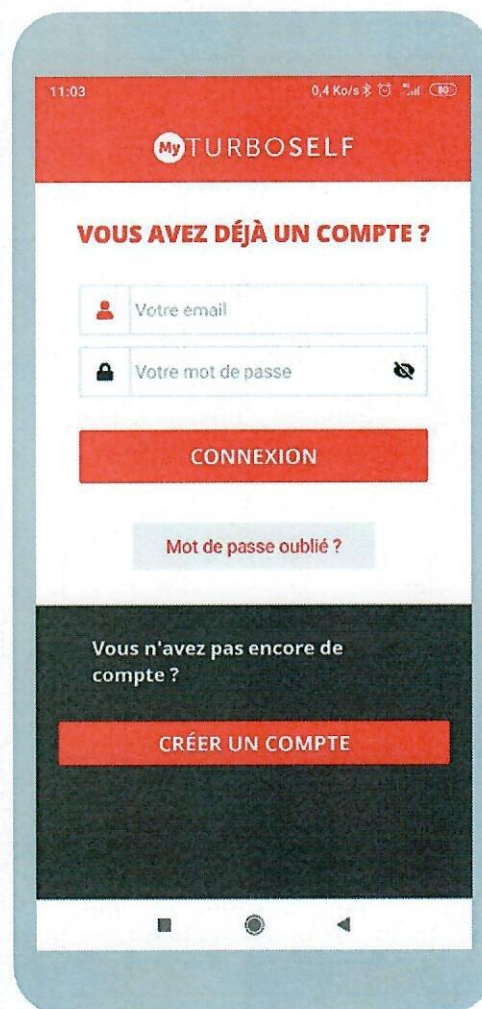 11:03
0,4 Ko/s
80
My TURBOSELF
VOUS AVEZ DÉJÀ UN COMPTE ?
Votre email
Votre mot de passe
CONNEXION
Mot de passe oublié ?
Vous n'avez pas encore de
compte ?
CRÉER UN COMPTE